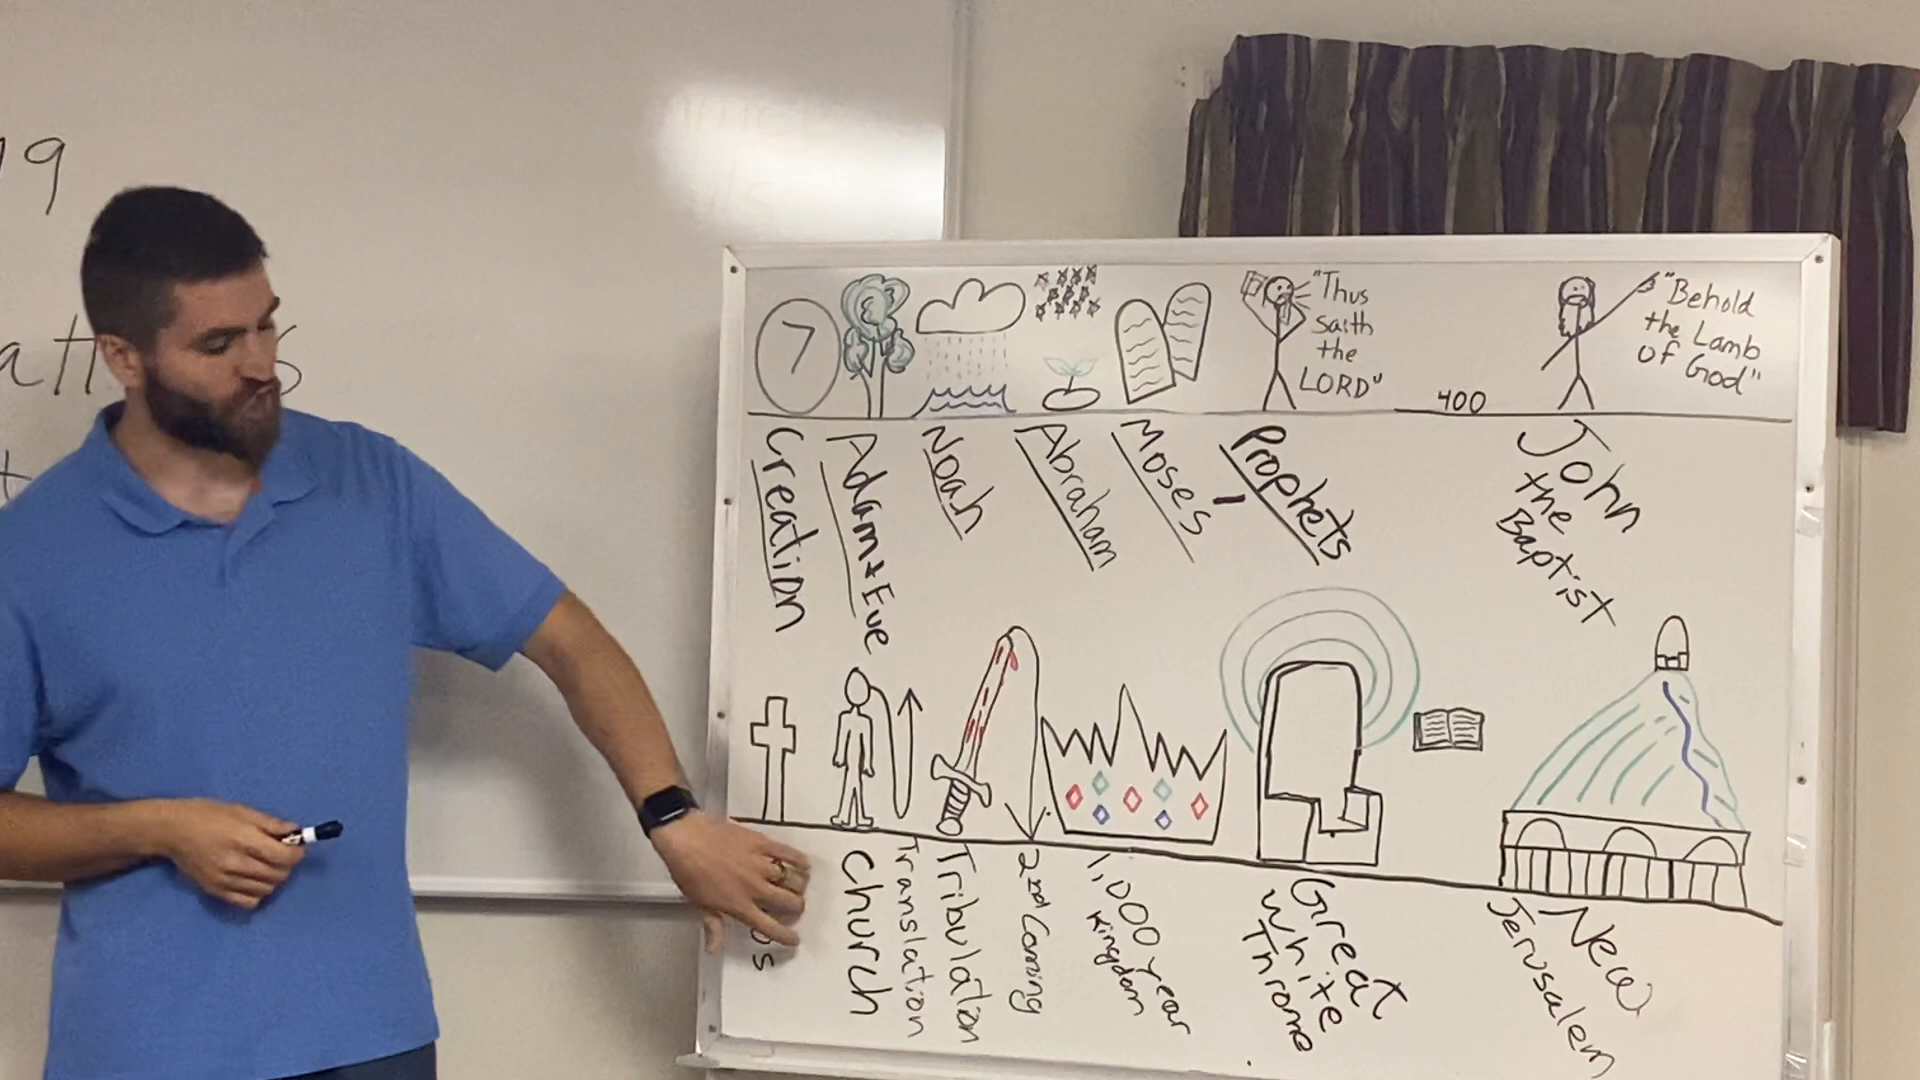 19
7
"Thus
saith
the
LORD"
400
"Behold
the Lamb
of God"
Creation
Adam + Eve
Noah
Abraham
Moses
Prophets
John
the
Baptist
Church
Translation
Tribulation
2nd Coming
1,000 year
Kingdom
Great
White
Throne
New
Jerusalem